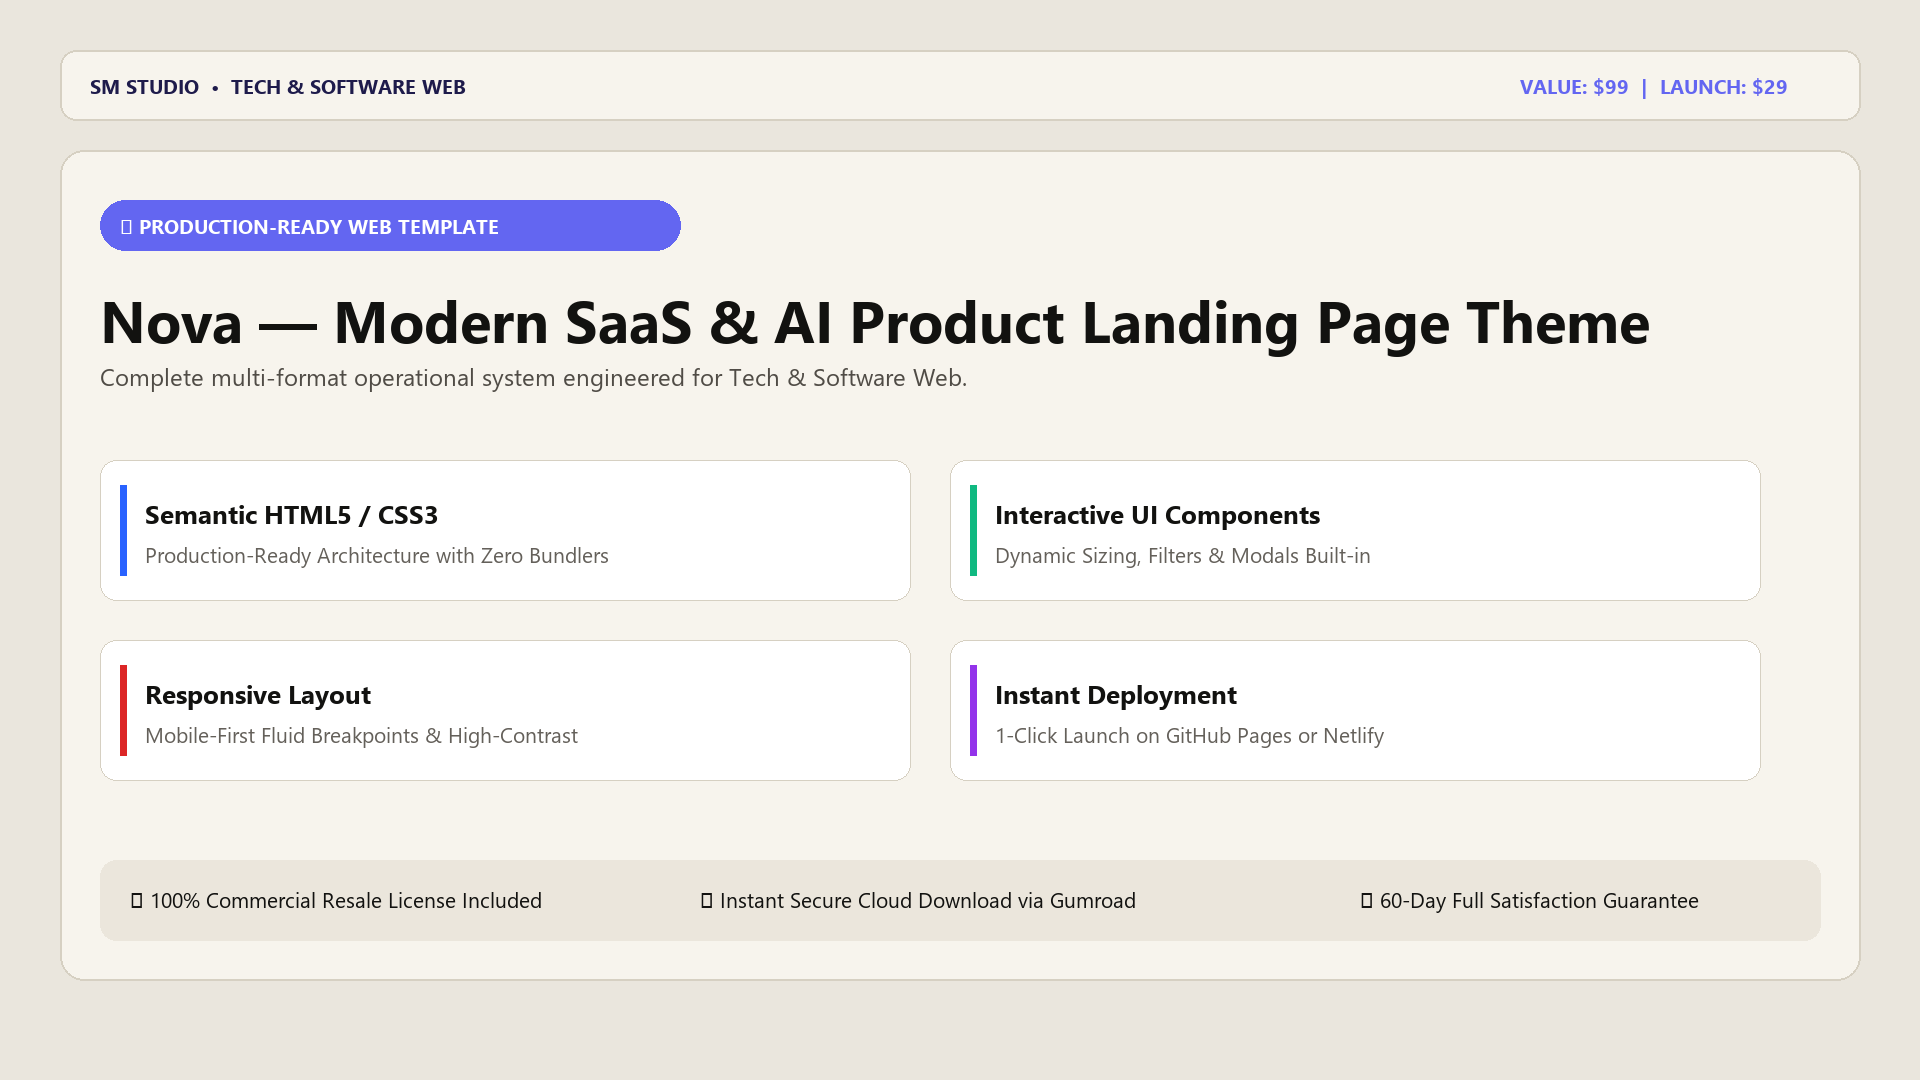 SM STUDIO • TECH & SOFTWARE WEB
VALUE: $99 | LAUNCH: $29
PRODUCTION-READY WEB TEMPLATE
Nova — Modern SaaS & AI Product Landing Page Theme
Complete multi-format operational system engineered for Tech & Software Web.
Semantic HTML5 / CSS3
Production-Ready Architecture with Zero Bundlers
Interactive UI Components
Dynamic Sizing, Filters & Modals Built-in
Responsive Layout
Mobile-First Fluid Breakpoints & High-Contrast
Instant Deployment
1-Click Launch on GitHub Pages or Netlify
100% Commercial Resale License Included
Instant Secure Cloud Download via Gumroad
60-Day Full Satisfaction Guarantee